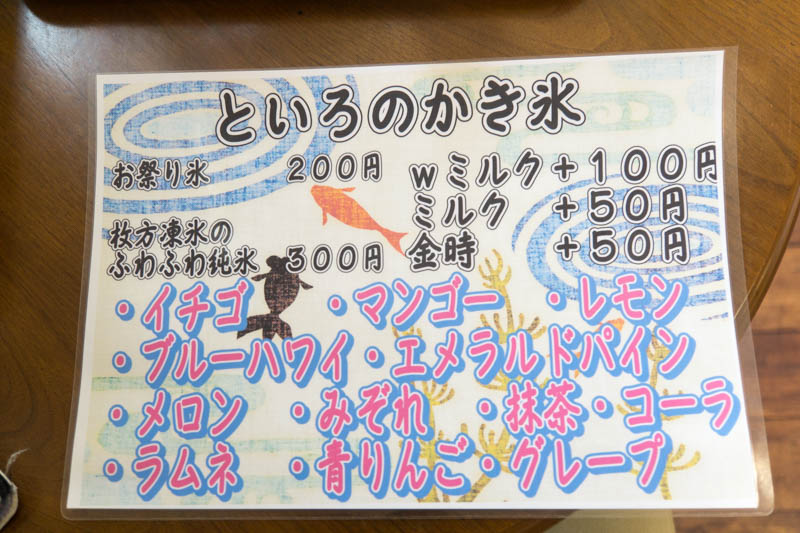 といろのかき氷
お祭り氷 200円 wミルク+100円
ミルク +50円
枚方凍氷の
ふわふわ純氷 300円 金時 +50円
・イチゴ ・マンゴー ・レモン
・ブルーハワイ・エメラルドパイン
・メロン ・みぞれ ・抹茶・コーラ
・ラムネ ・青りんご・グレープ